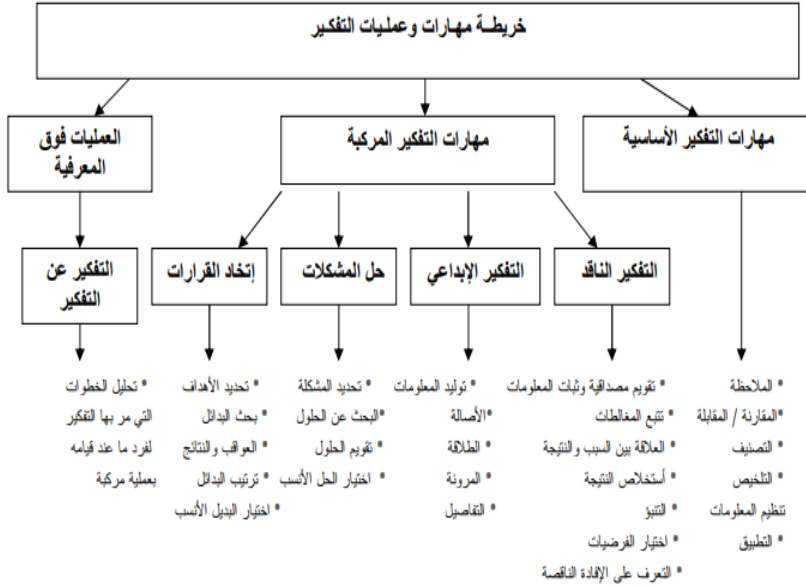 خريطة مهارات وعمليات التفكير
مهارات التفكير الأساسية
مهارات التفكير المركبة
العمليات فوق
المعرفية
التفكير الناقد
التفكير الإبداعي
حل المشكلات
إتخاد القرارات
التفكير عن
التفكير
* الملاحظة
*المقارنة / المقابلة
* التصنيف
* التلخيص
تنظيم المعلومات
* التطبيق
* تقويم مصداقية وثبات المعلومات
* تتبع المغالطات
* العلاقة بين السبب والنتيجة
* أستخلاص النتيجة
* التنبؤ
* اختيار الفرضيات
* التعرف علي الإفادة الناقصة
* توليد المعلومات
*الأصالة
* الطلاقة
* المرونة
* التفاصيل
* تحديد المشكلة
*البحث عن الحلول
* تقويم الحلول
* اختيار الحل الأنسب
* تحديد الأهداف
* بحث البدائل
* العواقب والنتائج
* ترتيب البدائل
* اختيار البديل الأنسب
* تحليل الخطوات
التي مر بها التفكير
لفرد ما عند قيامه
بعملية مركبة